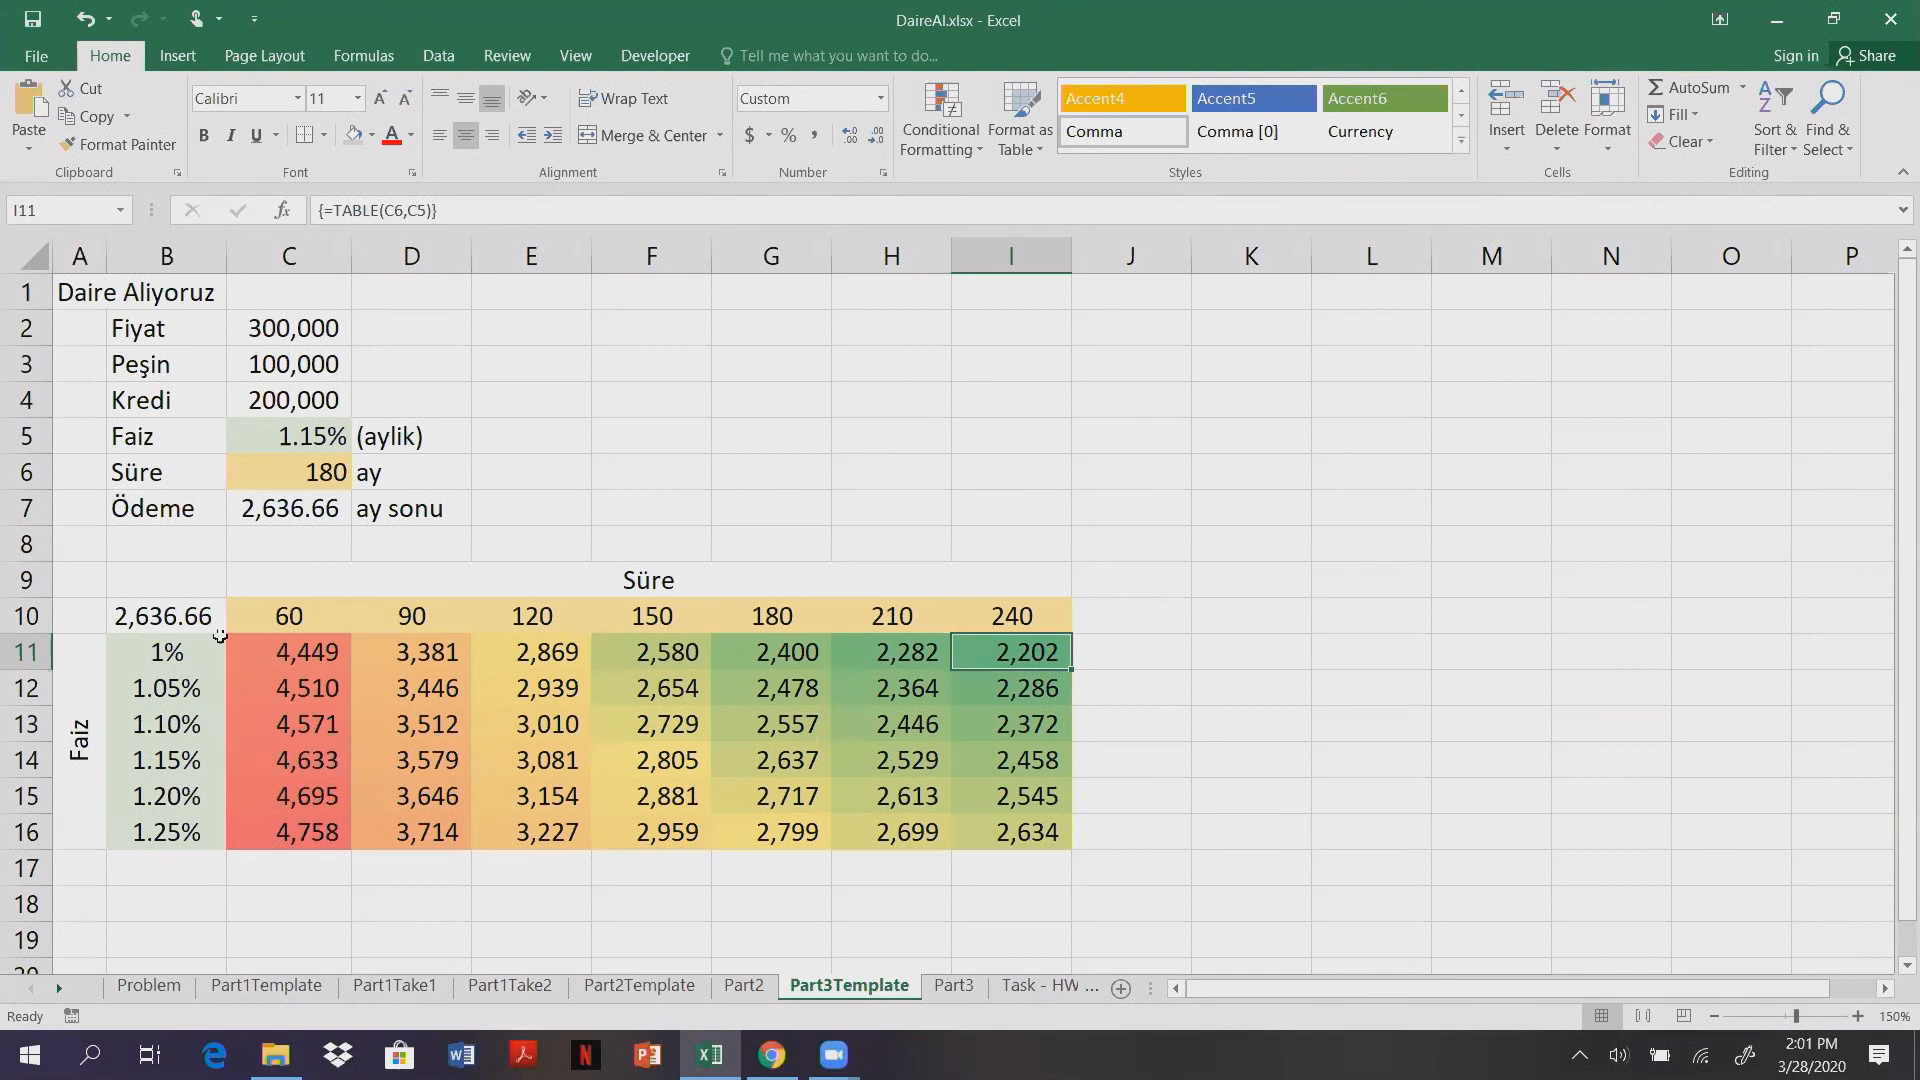 DaireAl.xlsx - Excel
File Home Insert Page Layout Formulas Data Review View Developer Tell me what you want to do... Sign in Share
Paste Cut Copy Format Painter Clipboard
Calibri 11 B I U A Font
Wrap Text Merge & Center Alignment
Custom $ % , Number
Conditional Formatting Format as Table
Accent4 Accent5 Accent6
Comma Comma [0] Currency
Styles
Insert Delete Format Cells
AutoSum Fill Clear Sort & Filter Find & Select Editing
I11 fx {=TABLE(C6,C5)}
A B C D E F G H I J K L M N O P
1 Daire Aliyoruz
2 Fiyat 300,000
3 Peşin 100,000
4 Kredi 200,000
5 Faiz 1.15% (aylik)
6 Süre 180 ay
7 Ödeme 2,636.66 ay sonu
8
9 Süre
10 2,636.66 60 90 120 150 180 210 240
Faiz
11 1% 4,449 3,381 2,869 2,580 2,400 2,282 2,202
12 1.05% 4,510 3,446 2,939 2,654 2,478 2,364 2,286
13 1.10% 4,571 3,512 3,010 2,729 2,557 2,446 2,372
14 1.15% 4,633 3,579 3,081 2,805 2,637 2,529 2,458
15 1.20% 4,695 3,646 3,154 2,881 2,717 2,613 2,545
16 1.25% 4,758 3,714 3,227 2,959 2,799 2,699 2,634
17
18
19
20
Problem Part1Template Part1Take1 Part1Take2 Part2Template Part2 Part3Template Part3 Task - HW ...
Ready 150%
2:01 PM
3/28/2020